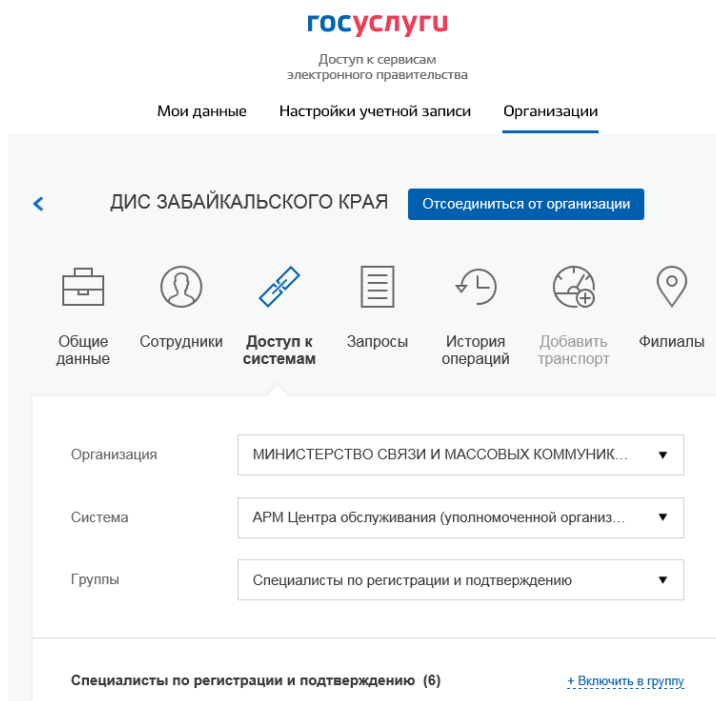 госуслуги
Доступ к сервисам
электронного правительства
Мои данные Настройки учетной записи Организации
ДИС ЗАБАЙКАЛЬСКОГО КРАЯ Отсоединиться от организации
Общие данные Сотрудники Доступ к системам Запросы История операций Добавить транспорт Филиалы
Организация МИНИСТЕРСТВО СВЯЗИ И МАССОВЫХ КОММУНИК...
Система АРМ Центра обслуживания (уполномоченной организ...
Группы Специалисты по регистрации и подтверждению
Специалисты по регистрации и подтверждению (6) + Включить в группу